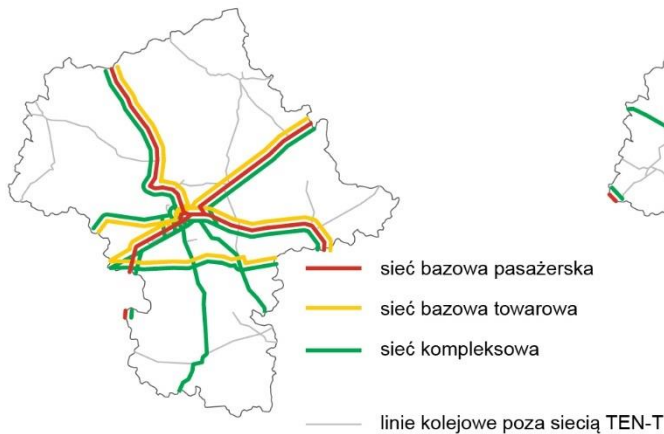 sieć bazowa pasażerska
sieć bazowa towarowa
sieć kompleksowa
linie kolejowe poza siecią TEN-T